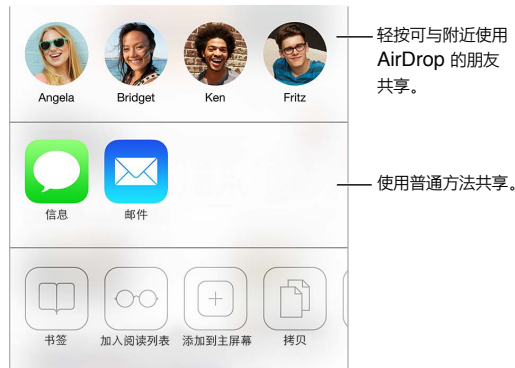 Angela
Bridget
Ken
Fritz
轻按可与附近使用
AirDrop 的朋友
共享。
信息
邮件
使用普通方法共享。
书签
加入阅读列表
添加到主屏幕
拷贝